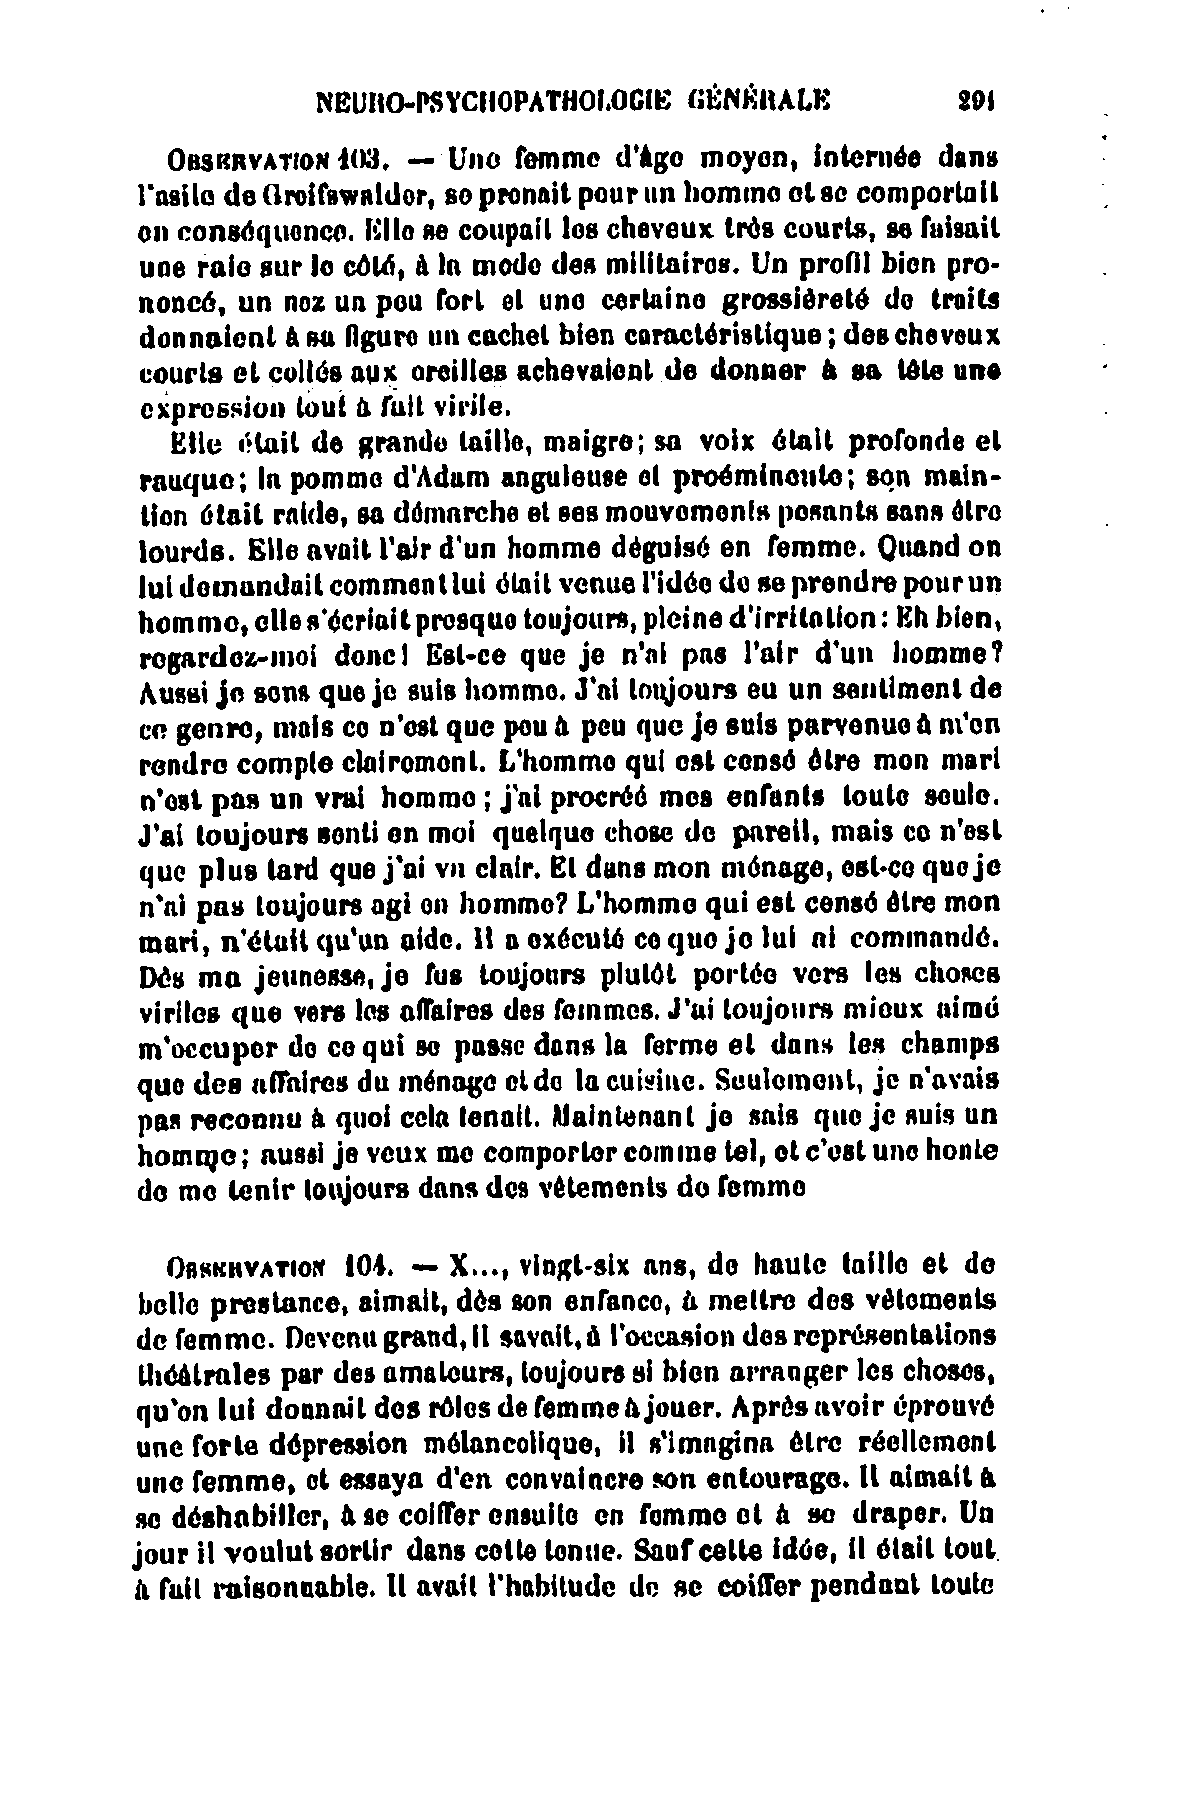 NEURO-PSYCHOPATHOLOGIE GÉNÉRALE 291
OBSERVATION 103. — Une femme d'âge moyen, internée dans
l'asile de Greifswalder, se prenait pour un homme et se comportait
en conséquence. Elle se coupait les cheveux très courts, se faisait
une raie sur le côté, à la mode des militaires. Un profil bien pro-
noncé, un nez un peu fort et une certaine grossièreté de traits
donnaient à sa figure un cachet bien caractéristique ; des cheveux
courts et collés aux oreilles achevaient de donner à sa tête une
expression tout à fait virile.
Elle était de grande taille, maigre ; sa voix était profonde et
rauque ; la pomme d'Adam anguleuse et proéminente ; son main-
tien était raide, sa démarche et ses mouvements pesants sans être
lourds. Elle avait l'air d'un homme déguisé en femme. Quand on
lui demandait comment lui était venue l'idée de se prendre pour un
homme, elle s'écriait presque toujours, pleine d'irritation : Eh bien,
regardez-moi donc! Est-ce que je n'ai pas l'air d'un homme?
Aussi je sens que je suis homme. J'ai toujours eu un sentiment de
ce genre, mais ce n'est que peu à peu que je suis parvenue à m'en
rendre compte clairement. L'homme qui est censé être mon mari
n'est pas un vrai homme ; j'ai procréé mes enfants toute seule.
J'ai toujours senti en moi quelque chose de pareil, mais ce n'est
que plus tard que j'ai vu clair. Et dans mon ménage, est-ce que je
n'ai pas toujours agi en homme? L'homme qui est censé être mon
mari, n'était qu'un aide. Il a exécuté ce que je lui ai commandé.
Dès ma jeunesse, je fus toujours plutôt portée vers les choses
viriles que vers les affaires des femmes. J'ai toujours mieux aimé
m'occuper de ce qui se passe dans la ferme et dans les champs
que des affaires du ménage et de la cuisine. Seulement, je n'avais
pas reconnu à quoi cela tenait. Maintenant je sais que je suis un
homme ; aussi je veux me comporter comme tel, et c'est une honte
de me tenir toujours dans des vêtements de femme
OBSERVATION 104. — X..., vingt-six ans, de haute taille et de
belle prestance, aimait, dès son enfance, à mettre des vêtements
de femme. Devenu grand, il savait, à l'occasion des représentations
théâtrales par des amateurs, toujours si bien arranger les choses,
qu'on lui donnait des rôles de femme à jouer. Après avoir éprouvé
une forte dépression mélancolique, il s'imagina être réellement
une femme, et essaya d'en convaincre son entourage. Il aimait à
se déshabiller, à se coiffer ensuite en femme et à se draper. Un
jour il voulut sortir dans cette tenue. Sauf cette idée, il était tout
à fait raisonnable. Il avait l'habitude de se coiffer pendant toute